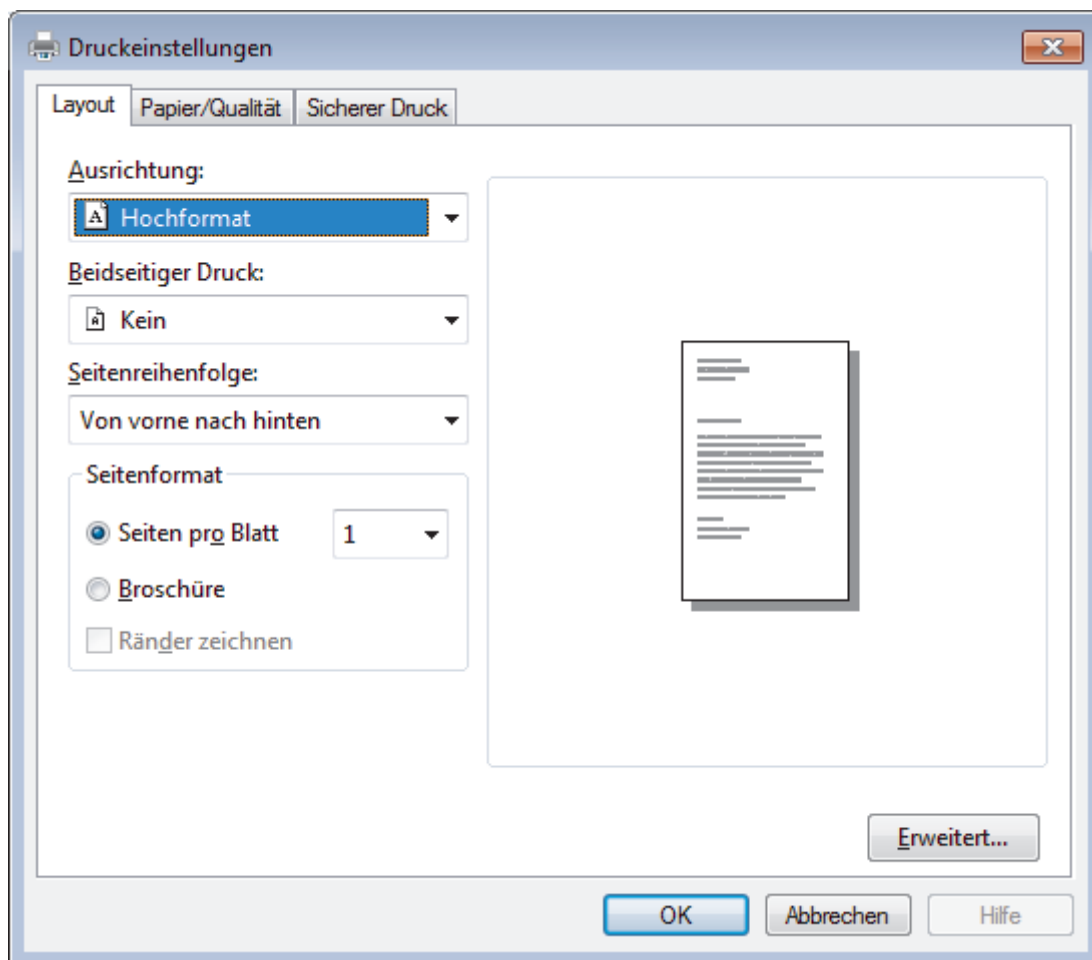 Druckeinstellungen
Layout Papier/Qualität Sicherer Druck
Ausrichtung:
A Hochformat
Beidseitiger Druck:
A Kein
Seitenreihenfolge:
Von vorne nach hinten
Seitenformat
Seiten pro Blatt 1
Broschüre
Ränder zeichnen
Erweitert...
OK Abbrechen Hilfe